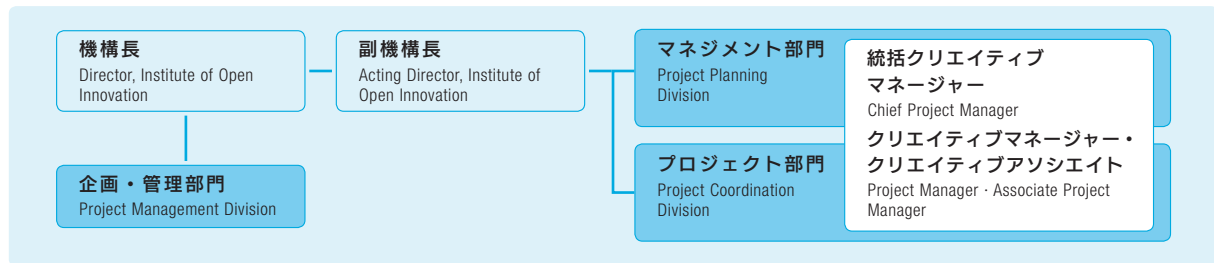 機構長
Director, Institute of Open
Innovation
副機構長
Acting Director, Institute of
Open Innovation
企画・管理部門
Project Management Division
マネジメント部門
Project Planning
Division
プロジェクト部門
Project Coordination
Division
統括クリエイティブ
マネージャー
Chief Project Manager
クリエイティブマネージャー・
クリエイティブアソシエイト
Project Manager · Associate Project
Manager